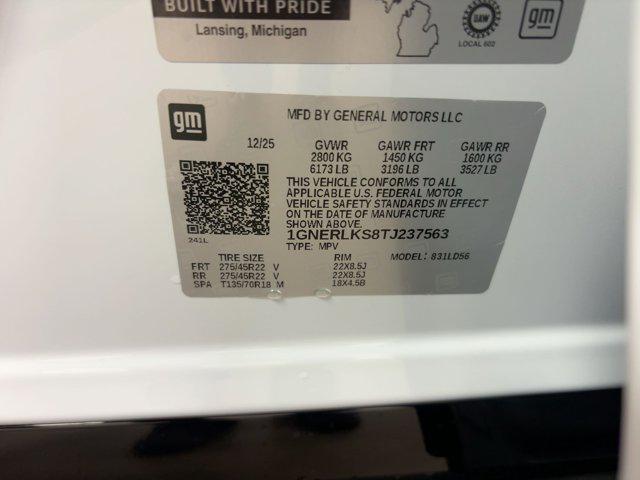 BUILT WITH PRIDE
Lansing, Michigan
UAW
LOCAL 602
gm
gm
MFD BY GENERAL MOTORS LLC
12/25 GVWR GAWR FRT GAWR RR
2800 KG 1450 KG 1600 KG
6173 LB 3196 LB 3527 LB
THIS VEHICLE CONFORMS TO ALL
APPLICABLE U.S. FEDERAL MOTOR
VEHICLE SAFETY STANDARDS IN EFFECT
ON THE DATE OF MANUFACTURE
SHOWN ABOVE.
1GNERLKS8TJ237563
241L TYPE: MPV
TIRE SIZE RIM MODEL: 831LD56
FRT 275/45R22 V 22X8.5J
RR 275/45R22 V 22X8.5J
SPA T135/70R18 M 18X4.5B